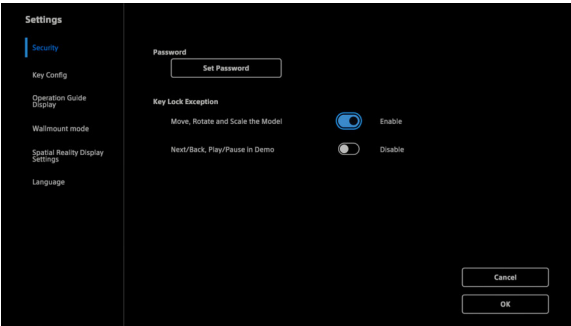 Settings
Security
Key Config
Operation Guide
Display
Wallmount mode
Spatial Reality Display
Settings
Language
Password
Set Password
Key Lock Exception
Move, Rotate and Scale the Model
Enable
Next/Back, Play/Pause in Demo
Disable
Cancel
OK